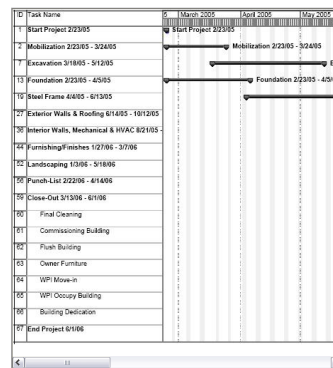 ID Task Name 5 March 2005 April 2005 May 2005
1 Start Project 2/23/05 Start Project 2/23/05
2 Mobilization 2/23/05 - 3/24/05 Mobilization 2/23/05 - 3/24/05
7 Excavation 3/18/05 - 5/12/05 E
13 Foundation 2/23/05 - 4/5/05 Foundation 2/23/05 - 4/5/
19 Steel Frame 4/4/05 - 6/13/05
27 Exterior Walls & Roofing 6/14/05 - 10/12/05
36 Interior Walls, Mechanical & HVAC 8/21/05 -
44 Furnishing/Finishes 1/27/06 - 3/7/06
52 Landscaping 1/3/06 - 5/18/06
56 Punch-List 2/22/06 - 4/14/06
59 Close-Out 3/13/06 - 6/1/06
60 Final Cleaning
61 Commissioning Building
62 Flush Building
63 Owner Furniture
64 WPI Move-in
65 WPI Occupy Building
66 Building Dedication
67 End Project 6/1/06